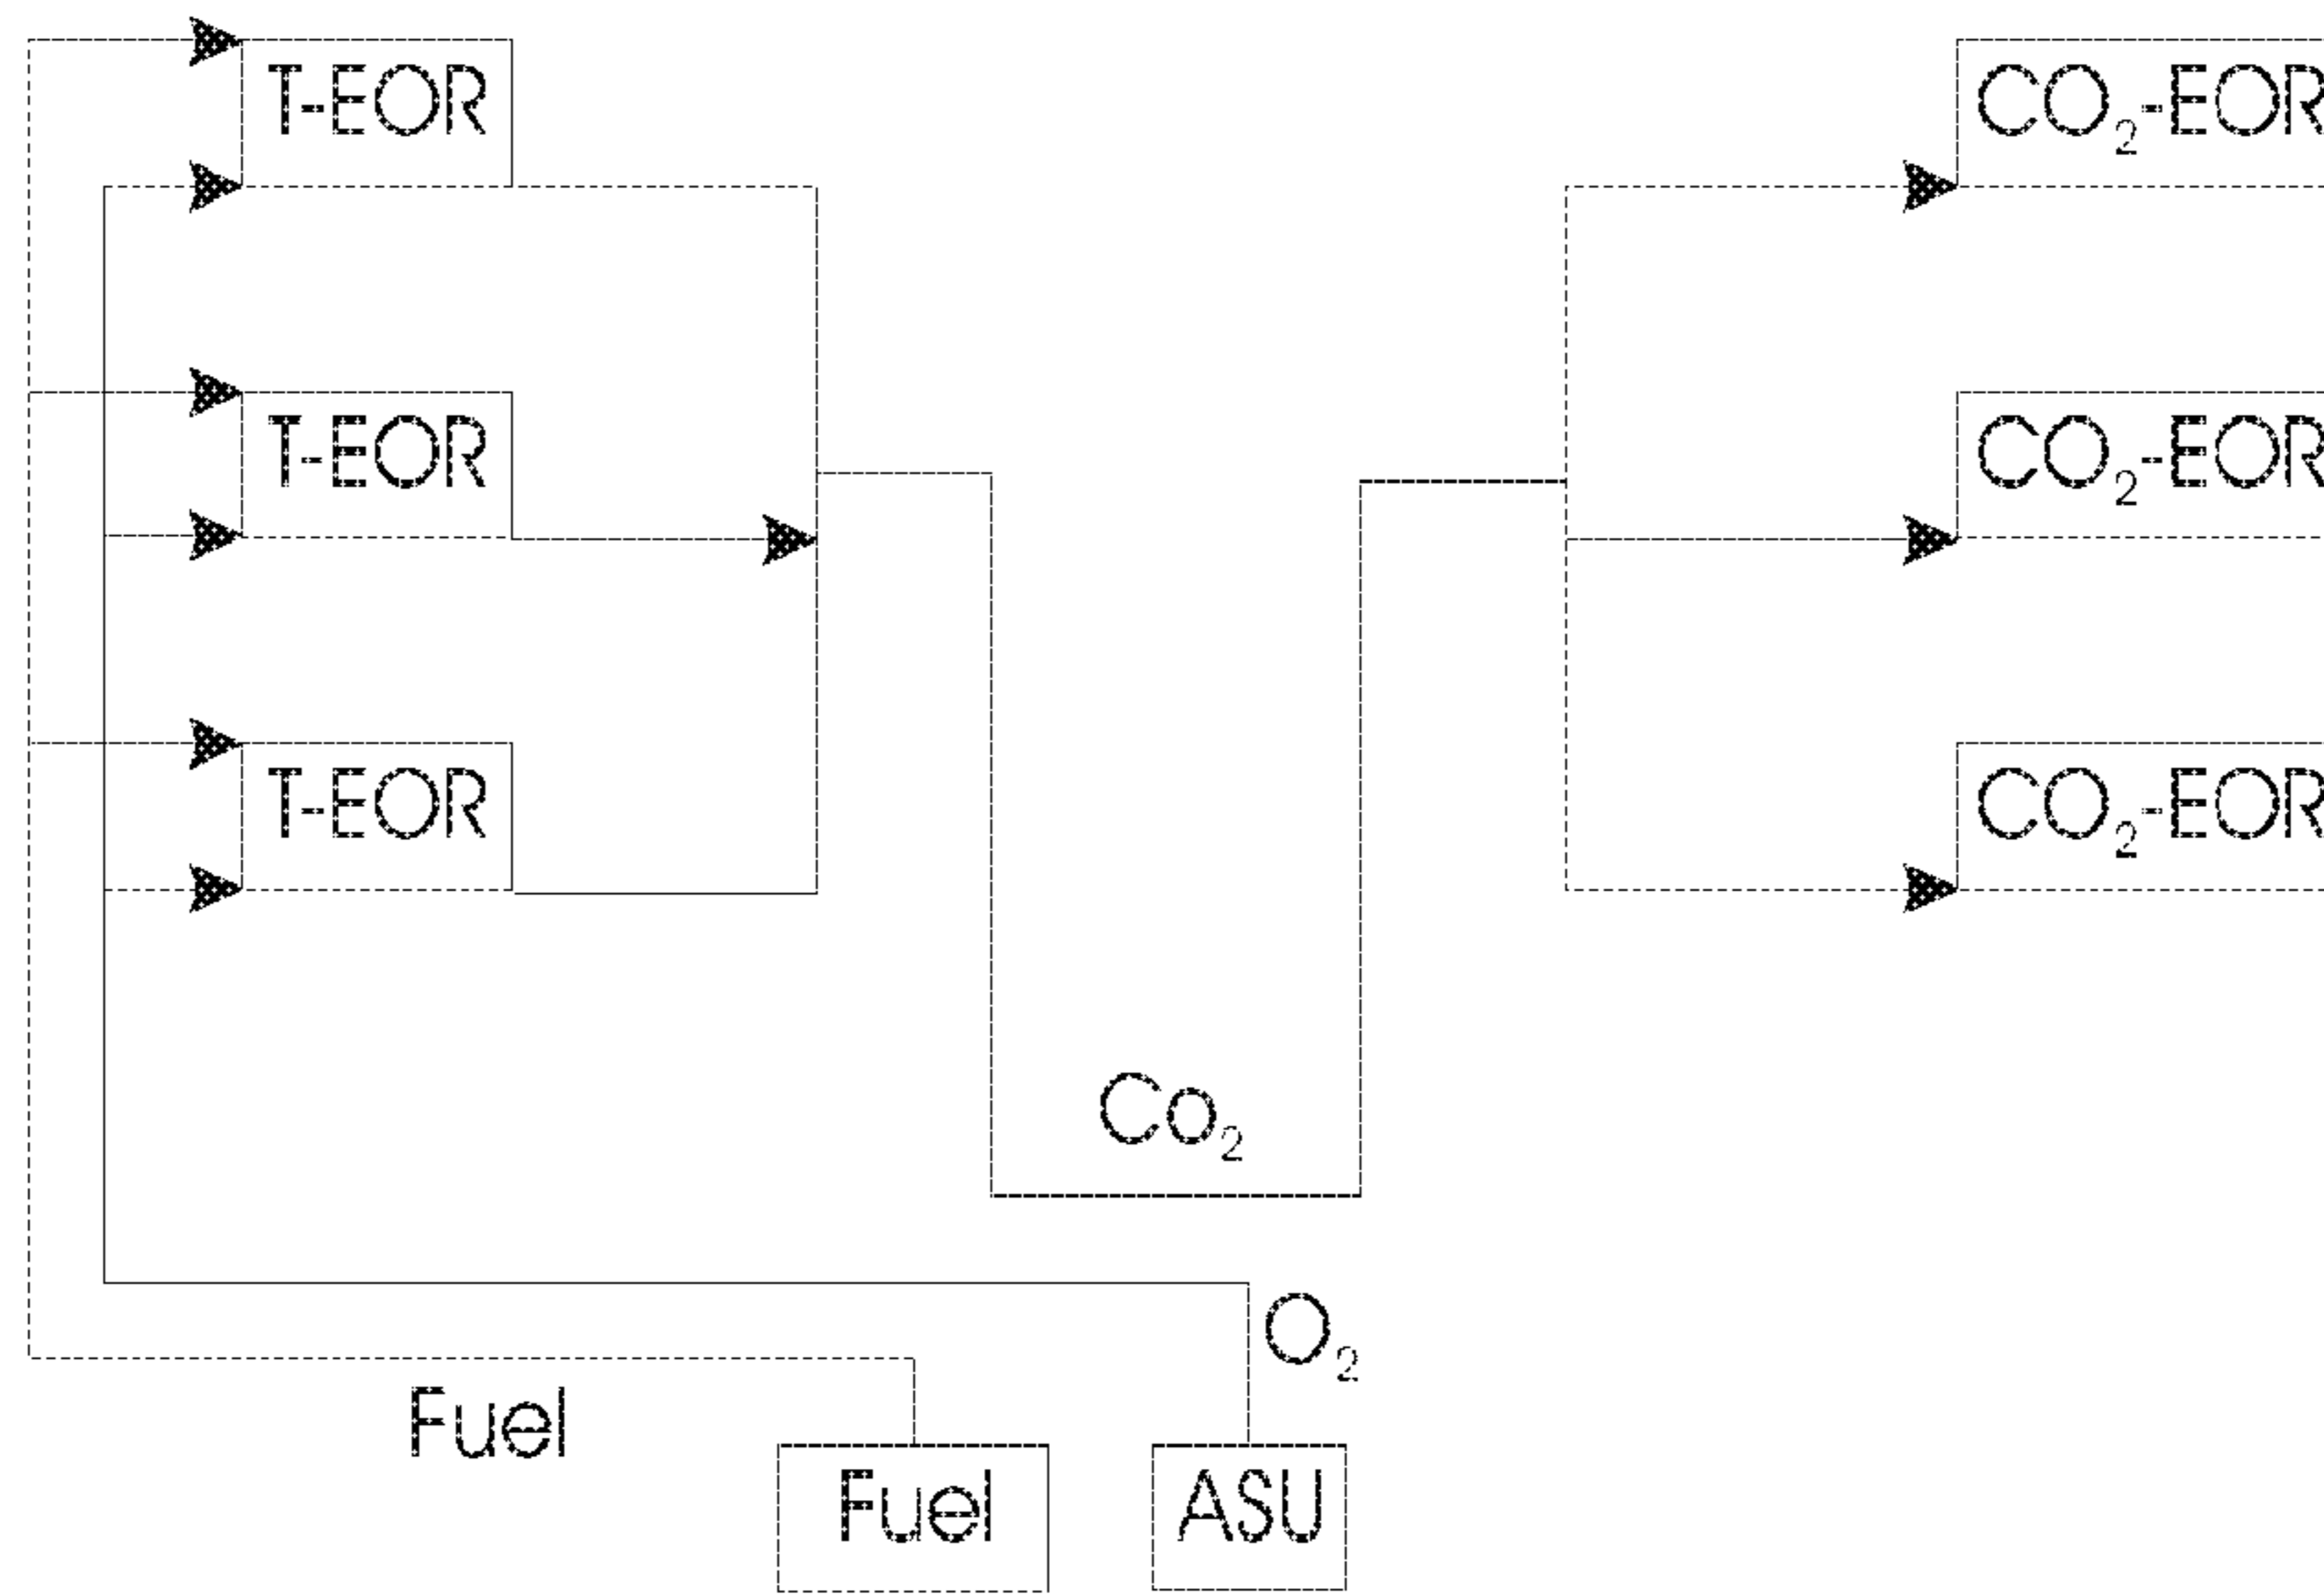 T-EOR
CO₂-EOR
T-EOR
CO₂-EOR
T-EOR
CO₂-EOR
Co₂
O₂
Fuel
Fuel
ASU